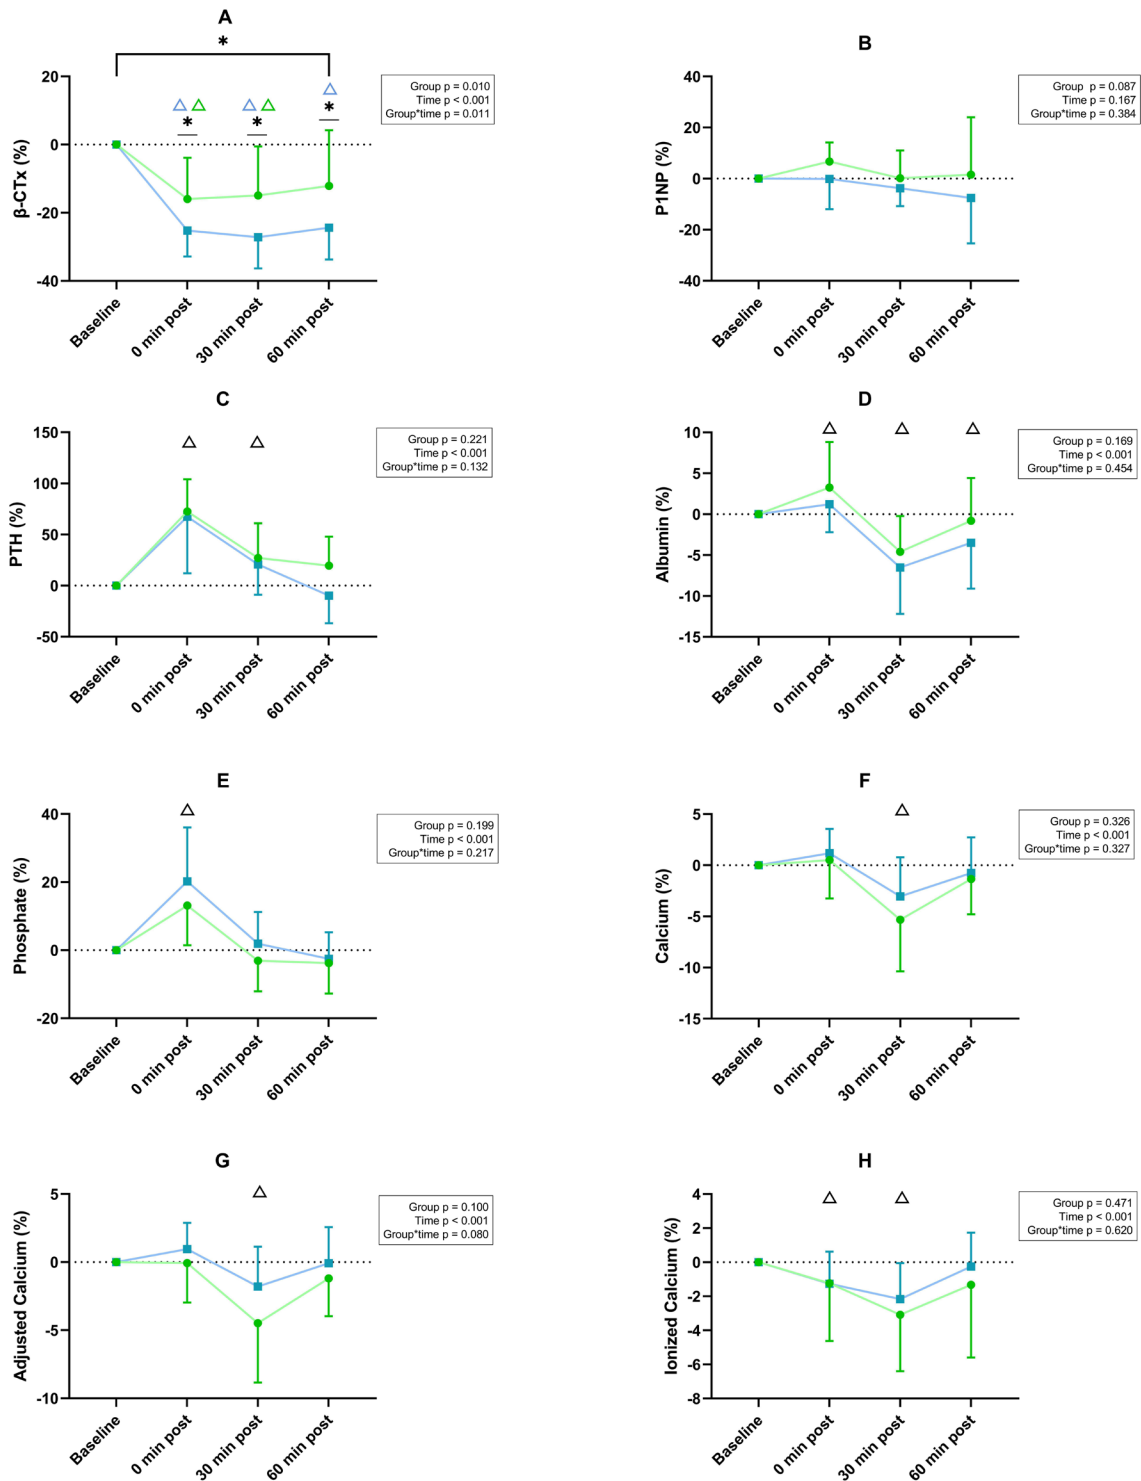 A
*
20
0
-20
-40
β-CTx (%)
* * *
Baseline
0 min post
30 min post
60 min post
Group p = 0.010
Time p < 0.001
Group*time p = 0.011
B
40
20
0
-20
-40
P1NP (%)
Baseline
0 min post
30 min post
60 min post
Group p = 0.087
Time p = 0.167
Group*time p = 0.384
C
150
100
50
0
-50
PTH (%)
Baseline
0 min post
30 min post
60 min post
Group p = 0.221
Time p < 0.001
Group*time p = 0.132
D
10
5
0
-5
-10
-15
Albumin (%)
Baseline
0 min post
30 min post
60 min post
Group p = 0.169
Time p < 0.001
Group*time p = 0.454
E
40
20
0
-20
Phosphate (%)
Baseline
0 min post
30 min post
60 min post
Group p = 0.199
Time p < 0.001
Group*time p = 0.217
F
5
0
-5
-10
-15
Calcium (%)
Baseline
0 min post
30 min post
60 min post
Group p = 0.326
Time p < 0.001
Group*time p = 0.327
G
5
0
-5
-10
Adjusted Calcium (%)
Baseline
0 min post
30 min post
60 min post
Group p = 0.100
Time p < 0.001
Group*time p = 0.080
H
4
2
0
-2
-4
-6
-8
Ionized Calcium (%)
Baseline
0 min post
30 min post
60 min post
Group p = 0.471
Time p < 0.001
Group*time p = 0.620